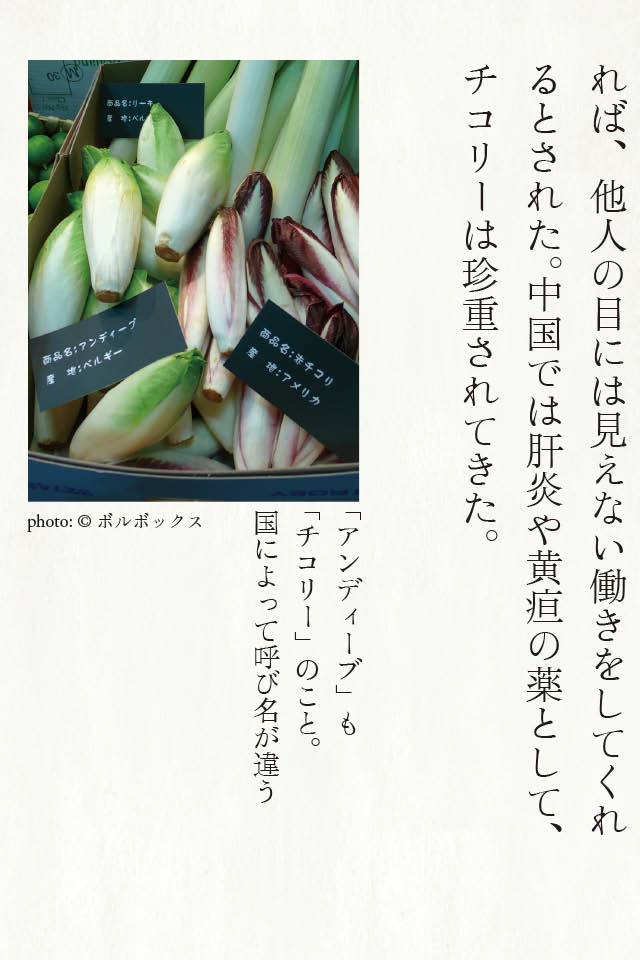 れば、他人の目には見えない働きをしてくれ
るとされた。中国では肝炎や黄疸の薬として、
チコリーは珍重されてきた。
商品名:リーキ
産 地:ベル
商品名:アンディーブ
産 地:ベルギー
商品名:赤チコリ
産 地:アメリカ
photo: © ボルボックス
「アンディーブ」も
「チコリー」のこと。
国によって呼び名が違う